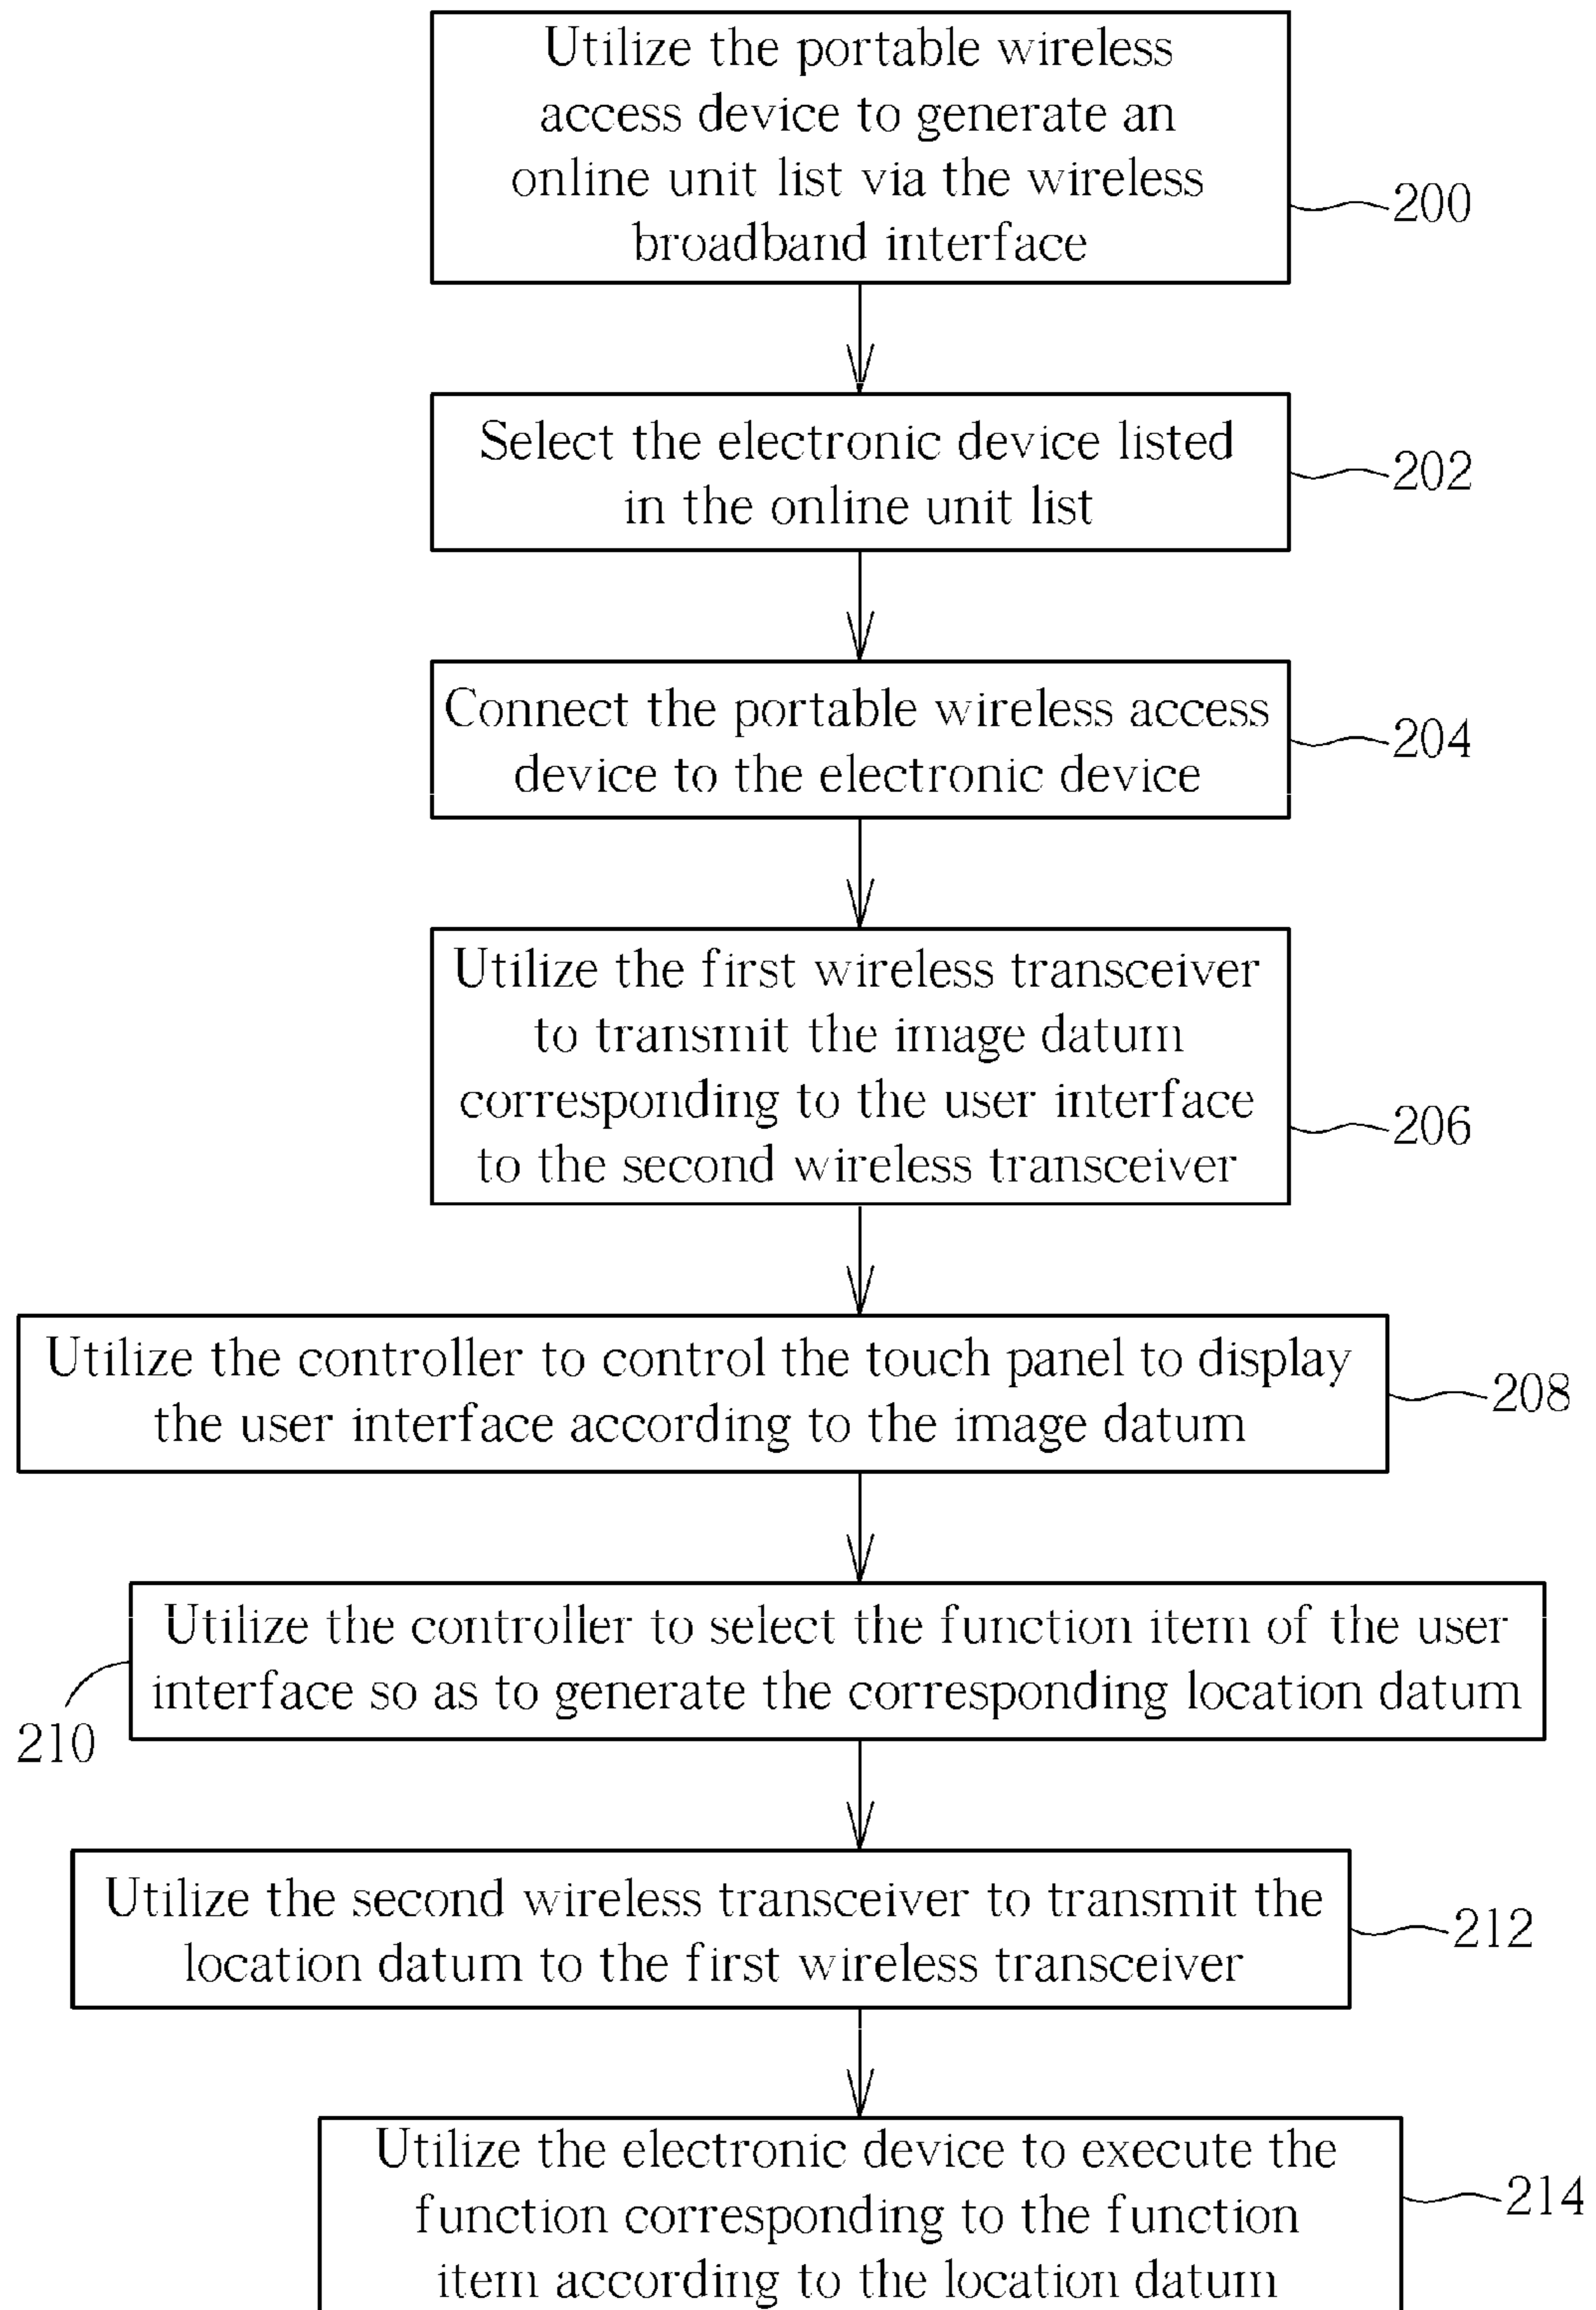 Utilize the portable wireless
access device to generate an
online unit list via the wireless
broadband interface
200
Select the electronic device listed
in the online unit list
202
Connect the portable wireless access
device to the electronic device
204
Utilize the first wireless transceiver
to transmit the image datum
corresponding to the user interface
to the second wireless transceiver
206
Utilize the controller to control the touch panel to display
the user interface according to the image datum
208
Utilize the controller to select the function item of the user
interface so as to generate the corresponding location datum
210
Utilize the second wireless transceiver to transmit the
location datum to the first wireless transceiver
212
Utilize the electronic device to execute the
function corresponding to the function
item according to the location datum
214